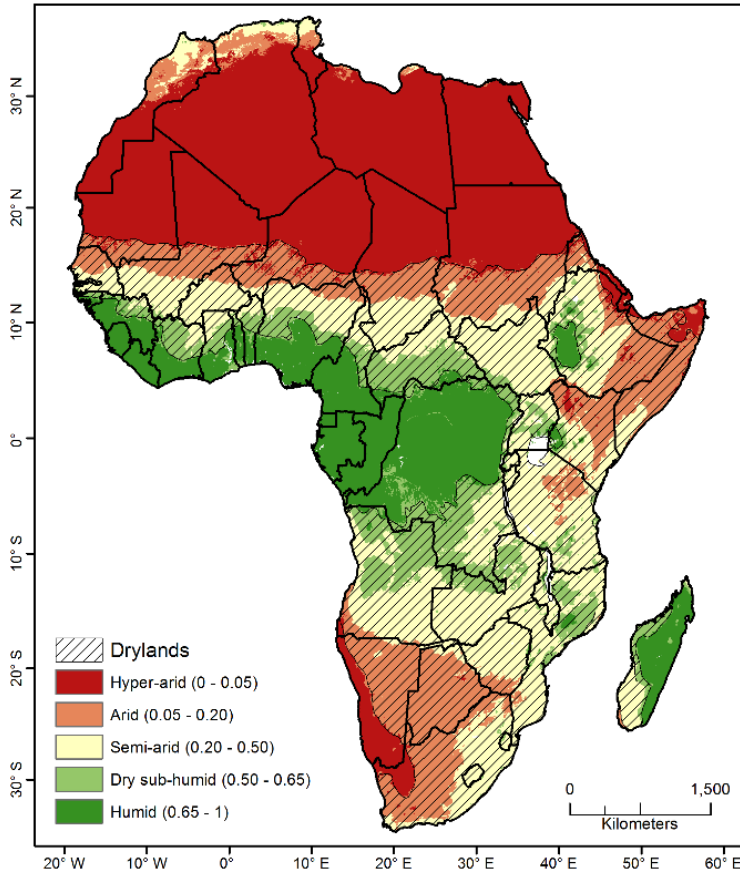 30° N
20° N
10° N
0°
10° S
20° S
30° S
Drylands
Hyper-arid (0 - 0.05)
Arid (0.05 - 0.20)
Semi-arid (0.20 - 0.50)
Dry sub-humid (0.50 - 0.65)
Humid (0.65 - 1)
0 1,500
Kilometers
20° W 10° W 0° 10° E 20° E 30° E 40° E 50° E 60° E